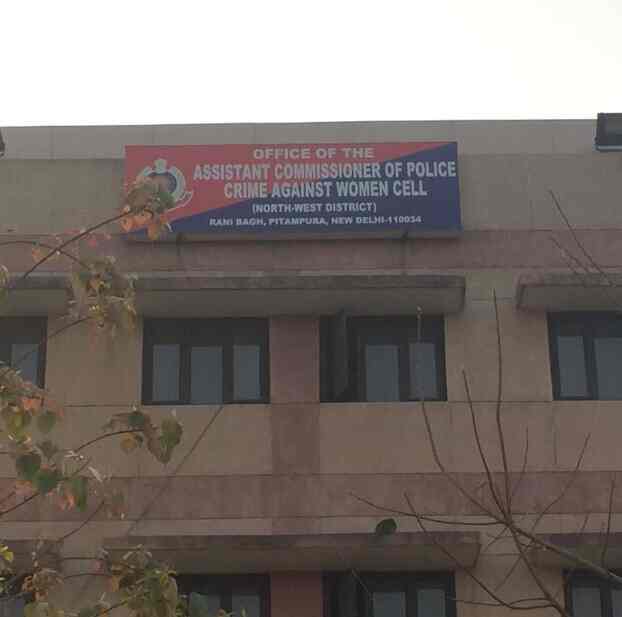 OFFICE OF THE
ASSISTANT COMMISSIONER OF POLICE
CRIME AGAINST WOMEN CELL
(NORTH-WEST DISTRICT)
RANI BAGH, PITAMPURA, NEW DELHI-110034